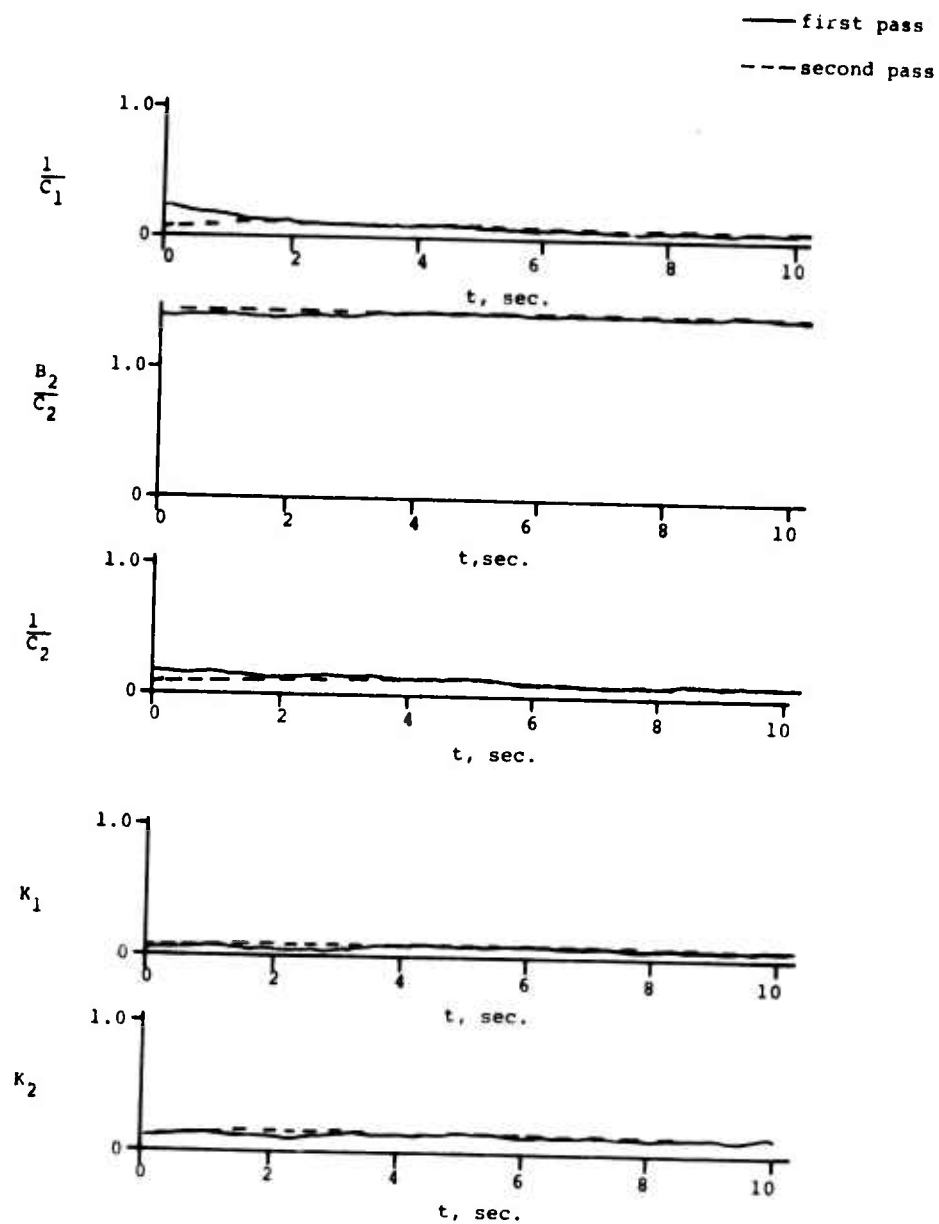 first pass
second pass
1.0
1
C1
0
0 2 4 6 8 10
t, sec.
1.0
B2
C2
0
0 2 4 6 8 10
t,sec.
1.0
1
C2
0
0 2 4 6 8 10
t, sec.
1.0
K1
0
0 2 4 6 8 10
t, sec.
1.0
K2
0
0 2 4 6 8 10
t, sec.